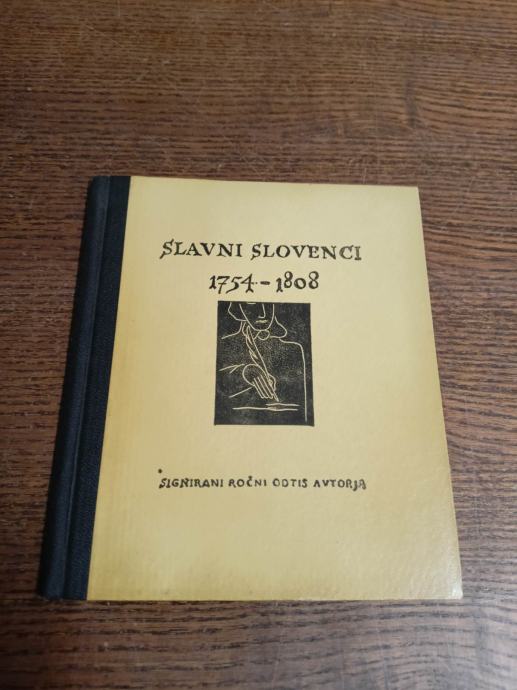 SLAVNI SLOVENCI
1754-1808
SIGNIRANI ROČNI ODTIS AVTORJA